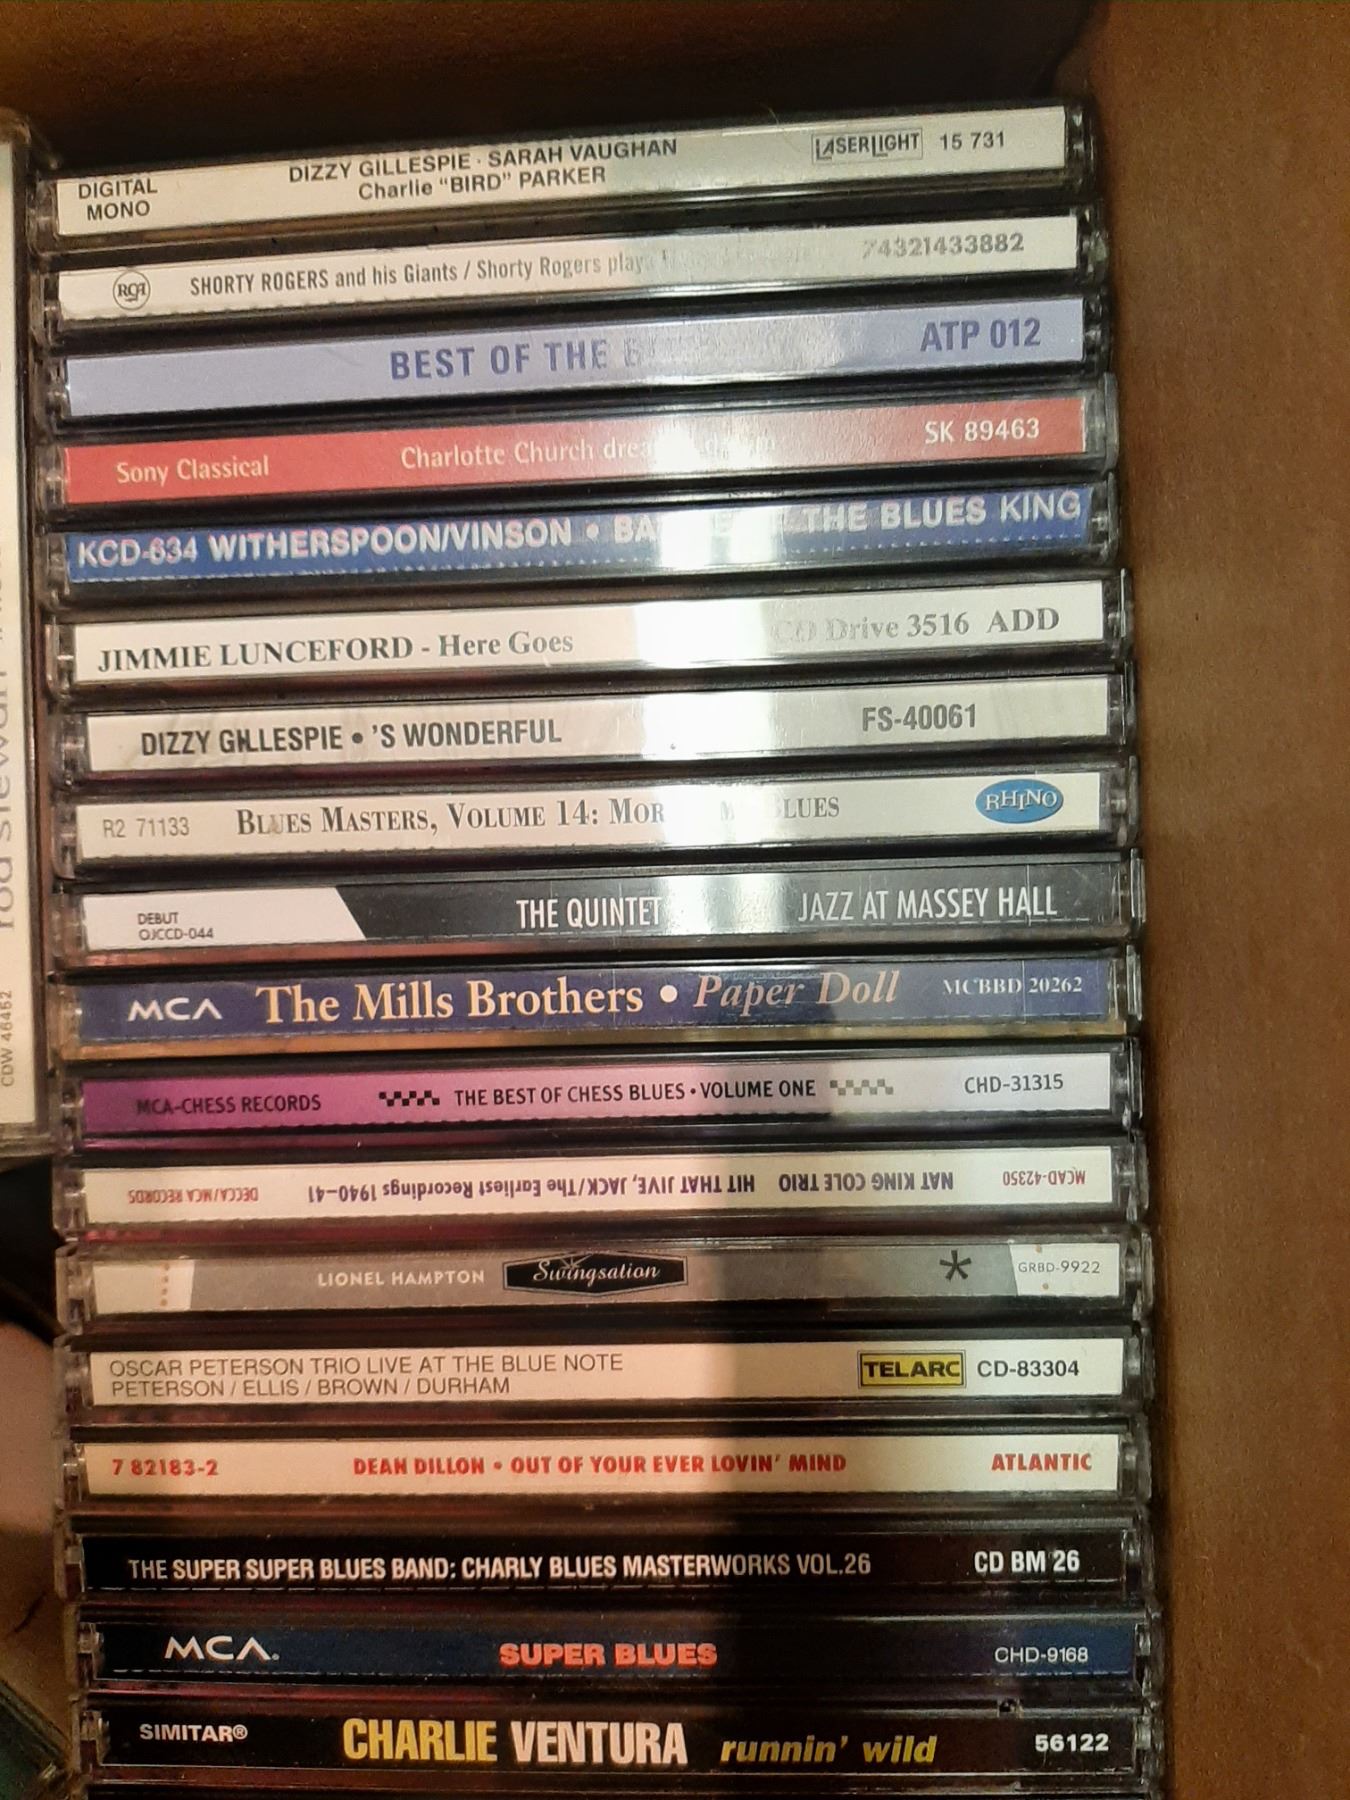 DIGITAL
MONO
DIZZY GILLESPIE · SARAH VAUGHAN
Charlie "BIRD" PARKER
LASERLIGHT 15 731
RCA SHORTY ROGERS and his Giants / Shorty Rogers plays 74321433882
BEST OF THE ATP 012
Sony Classical Charlotte Church SK 89463
KCD-634 WITHERSPOON/VINSON • THE BLUES KING
JIMMIE LUNCEFORD - Here Goes CD Drive 3516 ADD
DIZZY GILLESPIE • 'S WONDERFUL FS-40061
R2 71133 BLUES MASTERS, VOLUME 14: BLUES RHINO
DEBUT
OJCCD-044
THE QUINTET JAZZ AT MASSEY HALL
MCA The Mills Brothers • Paper Doll MCBBD 20262
MCA-CHESS RECORDS THE BEST OF CHESS BLUES • VOLUME ONE CHD-31315
MCAD-42350 NAT KING COLE TRIO HIT THAT JIVE, JACK/The Earliest Recordings 1940-41 DECCA/MCA RECORDS
LIONEL HAMPTON Swingsation * GRBD-9922
OSCAR PETERSON TRIO LIVE AT THE BLUE NOTE
PETERSON / ELLIS / BROWN / DURHAM
TELARC CD-83304
7 82183-2 DEAN DILLON • OUT OF YOUR EVER LOVIN' MIND ATLANTIC
THE SUPER SUPER BLUES BAND: CHARLY BLUES MASTERWORKS VOL.26 CD BM 26
MCA. SUPER BLUES CHD-9168
SIMITAR® CHARLIE VENTURA runnin' wild 56122
CDW 46452 rod stewart